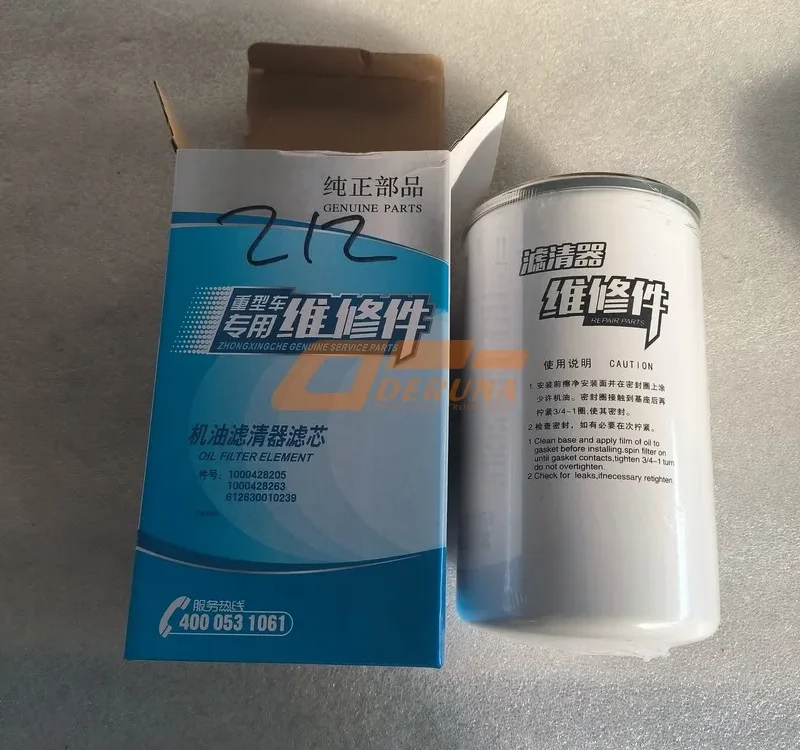 纯正部品
GENUINE PARTS
212
重型车
专用维修件
ZHONGXINGCHE GENUINE SERVICE PARTS
机油滤清器滤芯
OIL FILTER ELEMENT
件号: 1000428205
1000428263
612630010239
服务热线
400 053 1061
滤清器
维修件
REPAIR PARTS
使用说明 CAUTION
1. 安装前擦净安装面并在密封圈上涂
少许机油。密封圈接触到基座后再
拧紧3/4-1圈,使其密封。
2. 检查密封，如有必要在次拧紧。
1 Clean base and apply film of oil to
gasket before installing.spin filter on
until gasket contacts,tighten 3/4-1 turn
do not overtighten.
2 Check for leaks,ifnecessary retighten
DERUNA